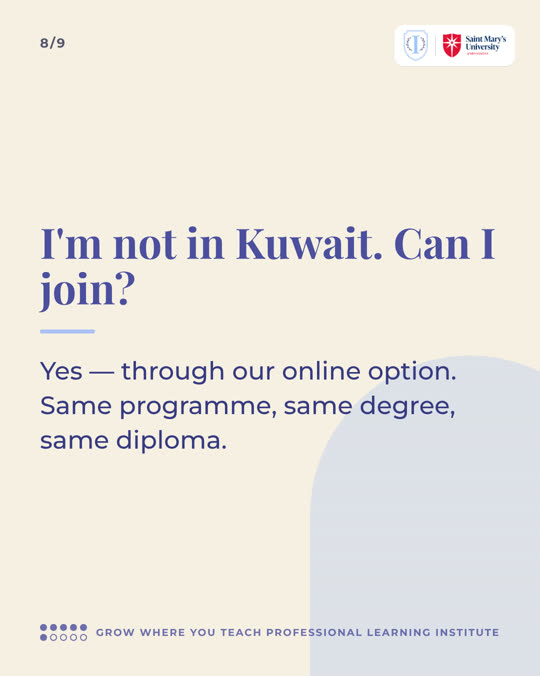 8/9
Saint Mary's
University
I'm not in Kuwait. Can I
join?
Yes — through our online option.
Same programme, same degree,
same diploma.
GROW WHERE YOU TEACH PROFESSIONAL LEARNING INSTITUTE